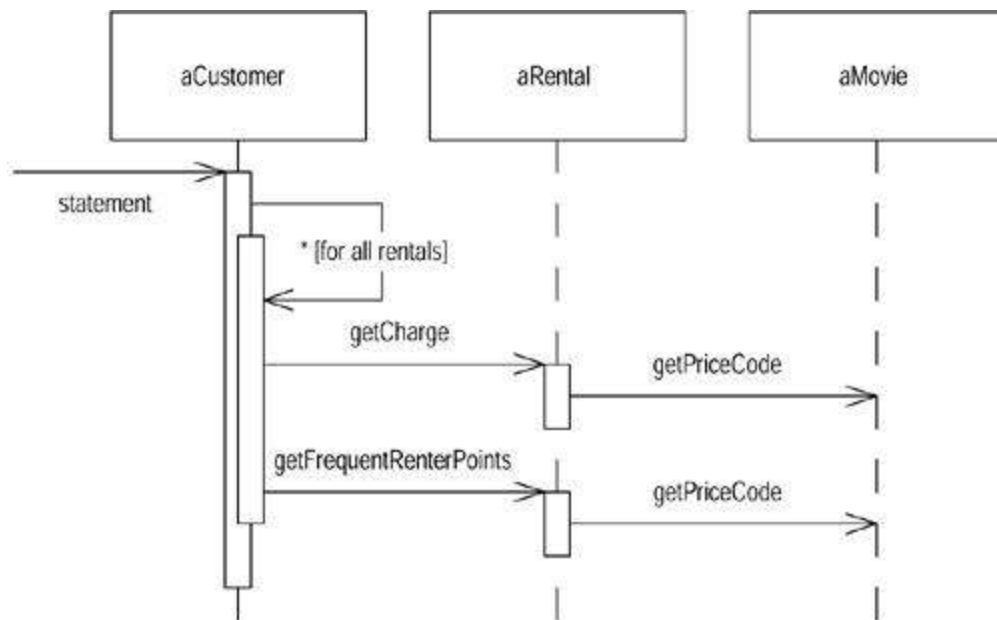 aCustomer
aRental
aMovie
statement
* [for all rentals]
getCharge
getPriceCode
getFrequentRenterPoints
getPriceCode